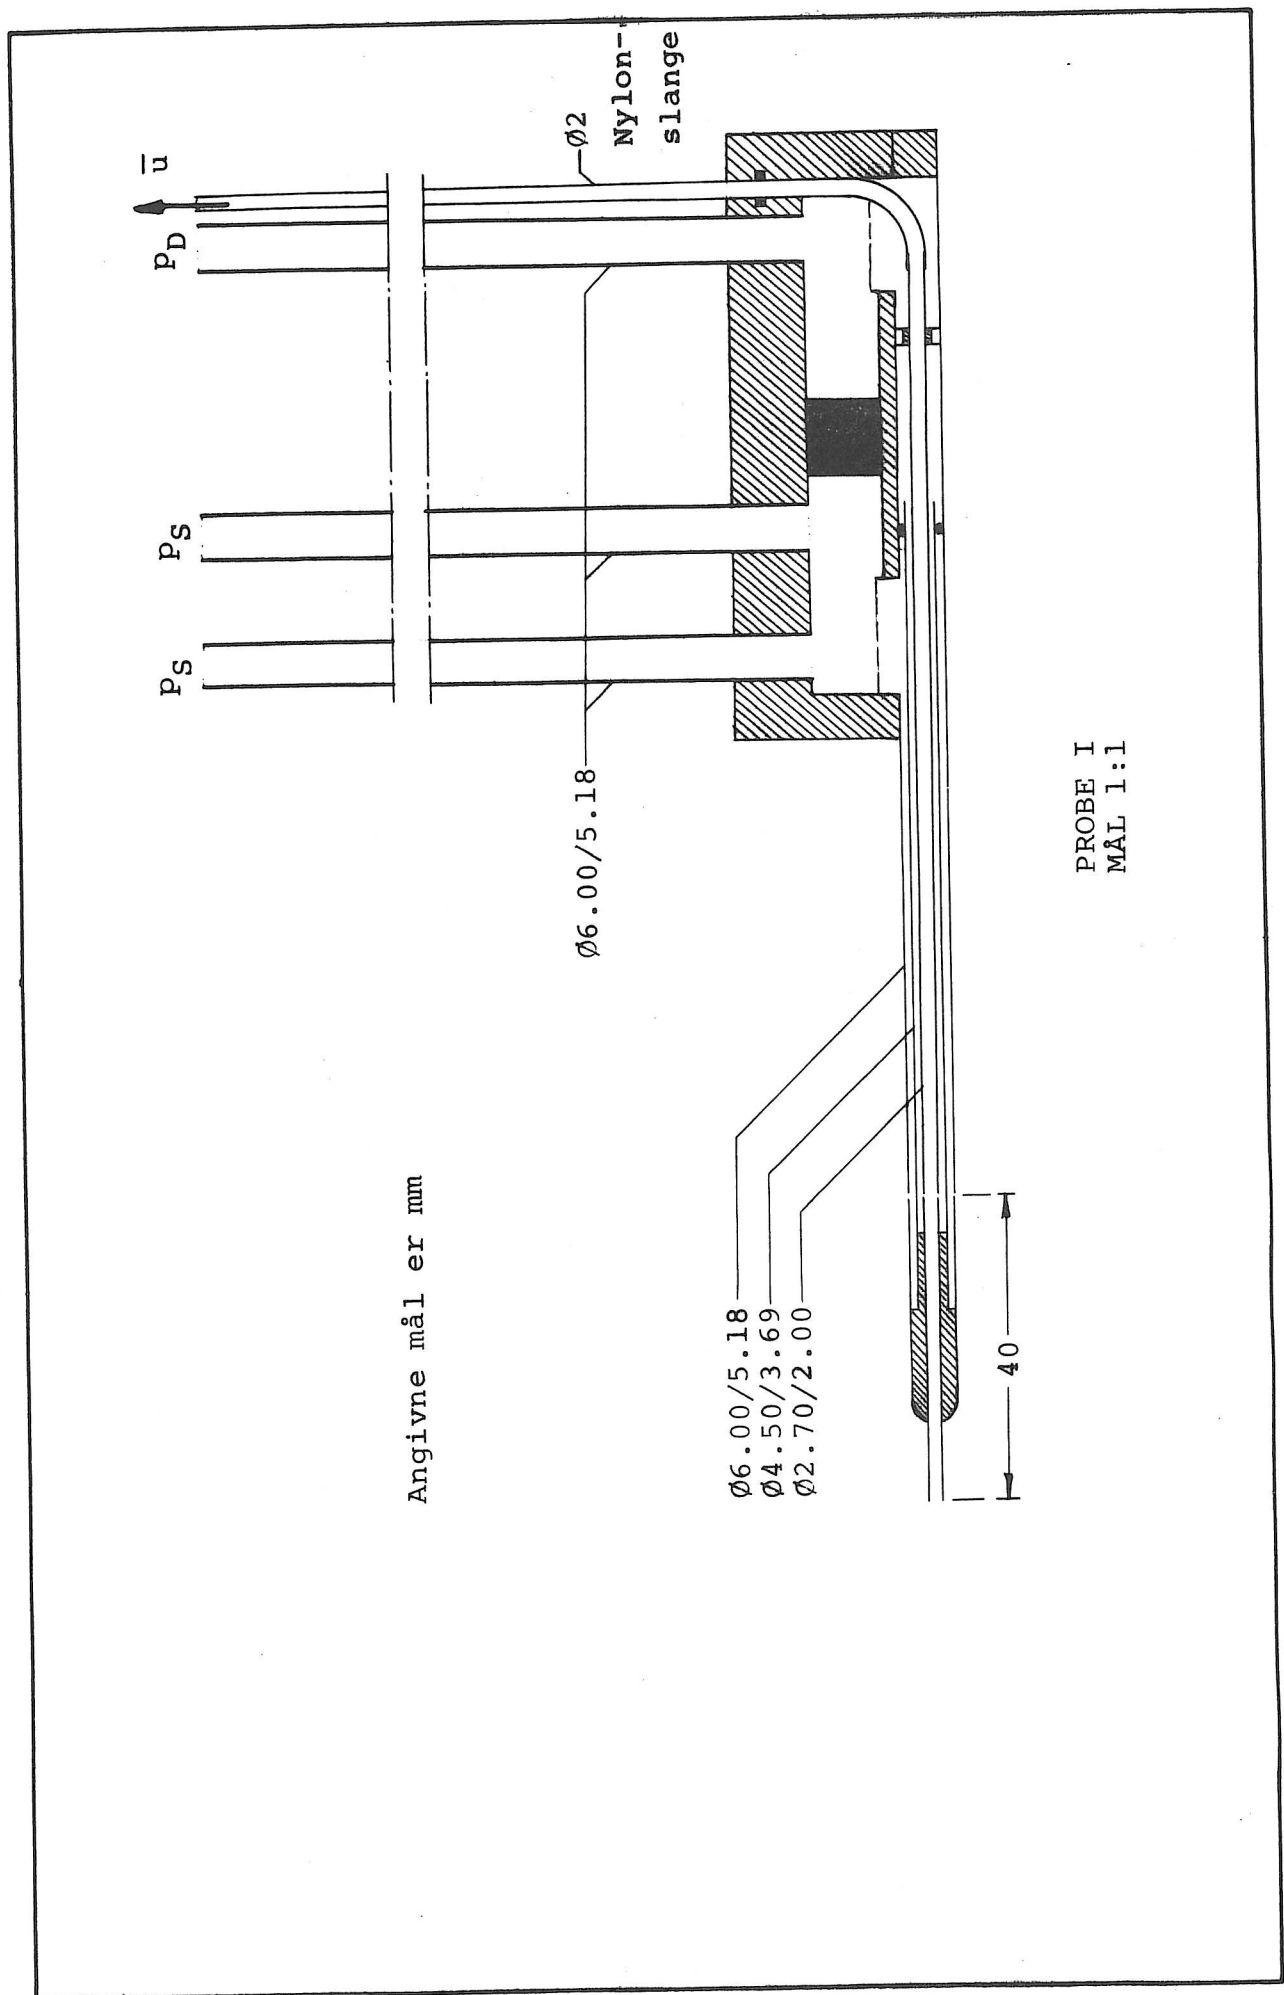 p_S
p_S
p_D
u̅
Ø2
Nylon-
slange
Ø6.00/5.18
Angivne mål er mm
Ø6.00/5.18
Ø4.50/3.69
Ø2.70/2.00
40
PROBE I
MÅL 1:1